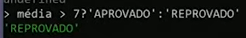 undefined
> média > 7?'APROVADO':'REPROVADO'
'REPROVADO'